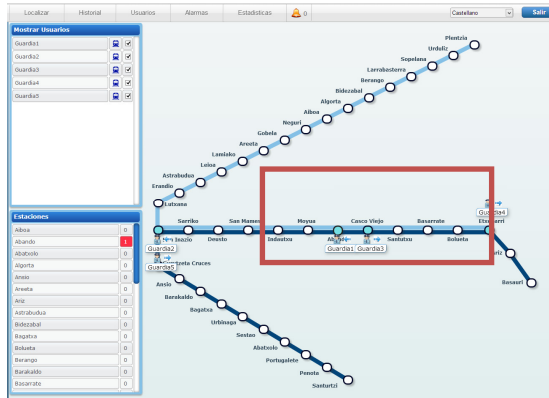 Localizar Historial Usuarios Alarmas Estadisticas 0 Castellano Salir
Mostrar Usuarios
Guardia1
Guardia2
Guardia3
Guardia4
Guardia5
Estaciones
Aiboa 0
Abando 1
Abatxolo 0
Algorta 0
Ansio 0
Areeta 0
Ariz 0
Astrabudua 0
Bidezabal 0
Bagatxa 0
Bolueta 0
Berango 0
Barakaldo 0
Basarrate 0
Plentzia
Urduliz
Sopelana
Larrabasterra
Berango
Bidezabal
Algorta
Aiboa
Neguri
Gobela
Areeta
Lamiako
Leioa
Astrabudua
Erandio
Lutxana
Sarriko San Mames Moyua Casco Viejo Basarrate
Guardia4
Inazio Deusto Indautxu Santutxu Bolueta
Guardia2 Guardia1 Guardia3
Cruces
Guardia5
Ansio
Barakaldo
Bagatxa
Urbinaga
Sestao
Abatxolo
Portugalete
Penota
Santurtzi
Basauri